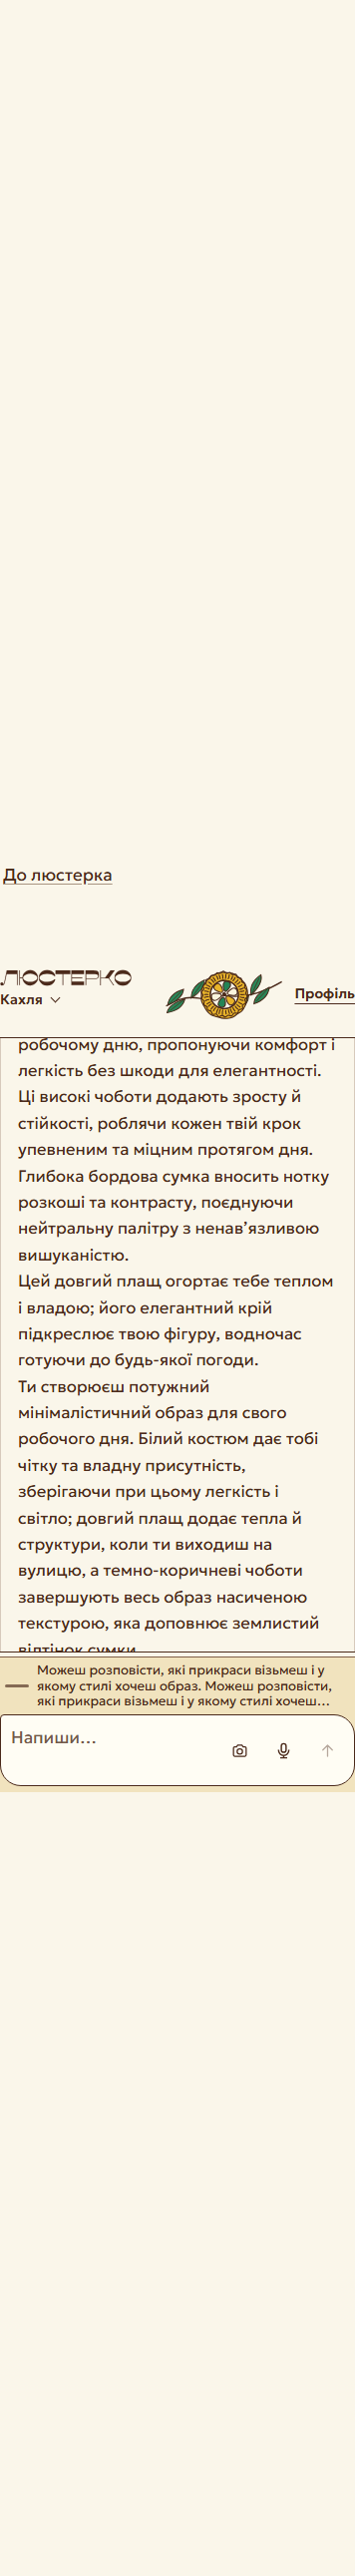 До люстерка
ЛЮСТЕРКО
Кахля
Профіль
робочому дню, пропонуючи комфорт і
легкість без шкоди для елегантності.
Ці високі чоботи додають зросту й
стійкості, роблячи кожен твій крок
упевненим та міцним протягом дня.
Глибока бордова сумка вносить нотку
розкоші та контрасту, поєднуючи
нейтральну палітру з ненав’язливою
вишуканістю.
Цей довгий плащ огортає тебе теплом
і владою; його елегантний крій
підкреслює твою фігуру, водночас
готуючи до будь-якої погоди.
Ти створюєш потужний
мінімалістичний образ для свого
робочого дня. Білий костюм дає тобі
чітку та владну присутність,
зберігаючи при цьому легкість і
світло; довгий плащ додає тепла й
структури, коли ти виходиш на
вулицю, а темно-коричневі чоботи
завершують весь образ насиченою
текстурою, яка доповнює землистий
відтінок сумки.
Можеш розповісти, які прикраси візьмеш і у
якому стилі хочеш образ. Можеш розповісти,
які прикраси візьмеш і у якому стилі хочеш…
Напиши…